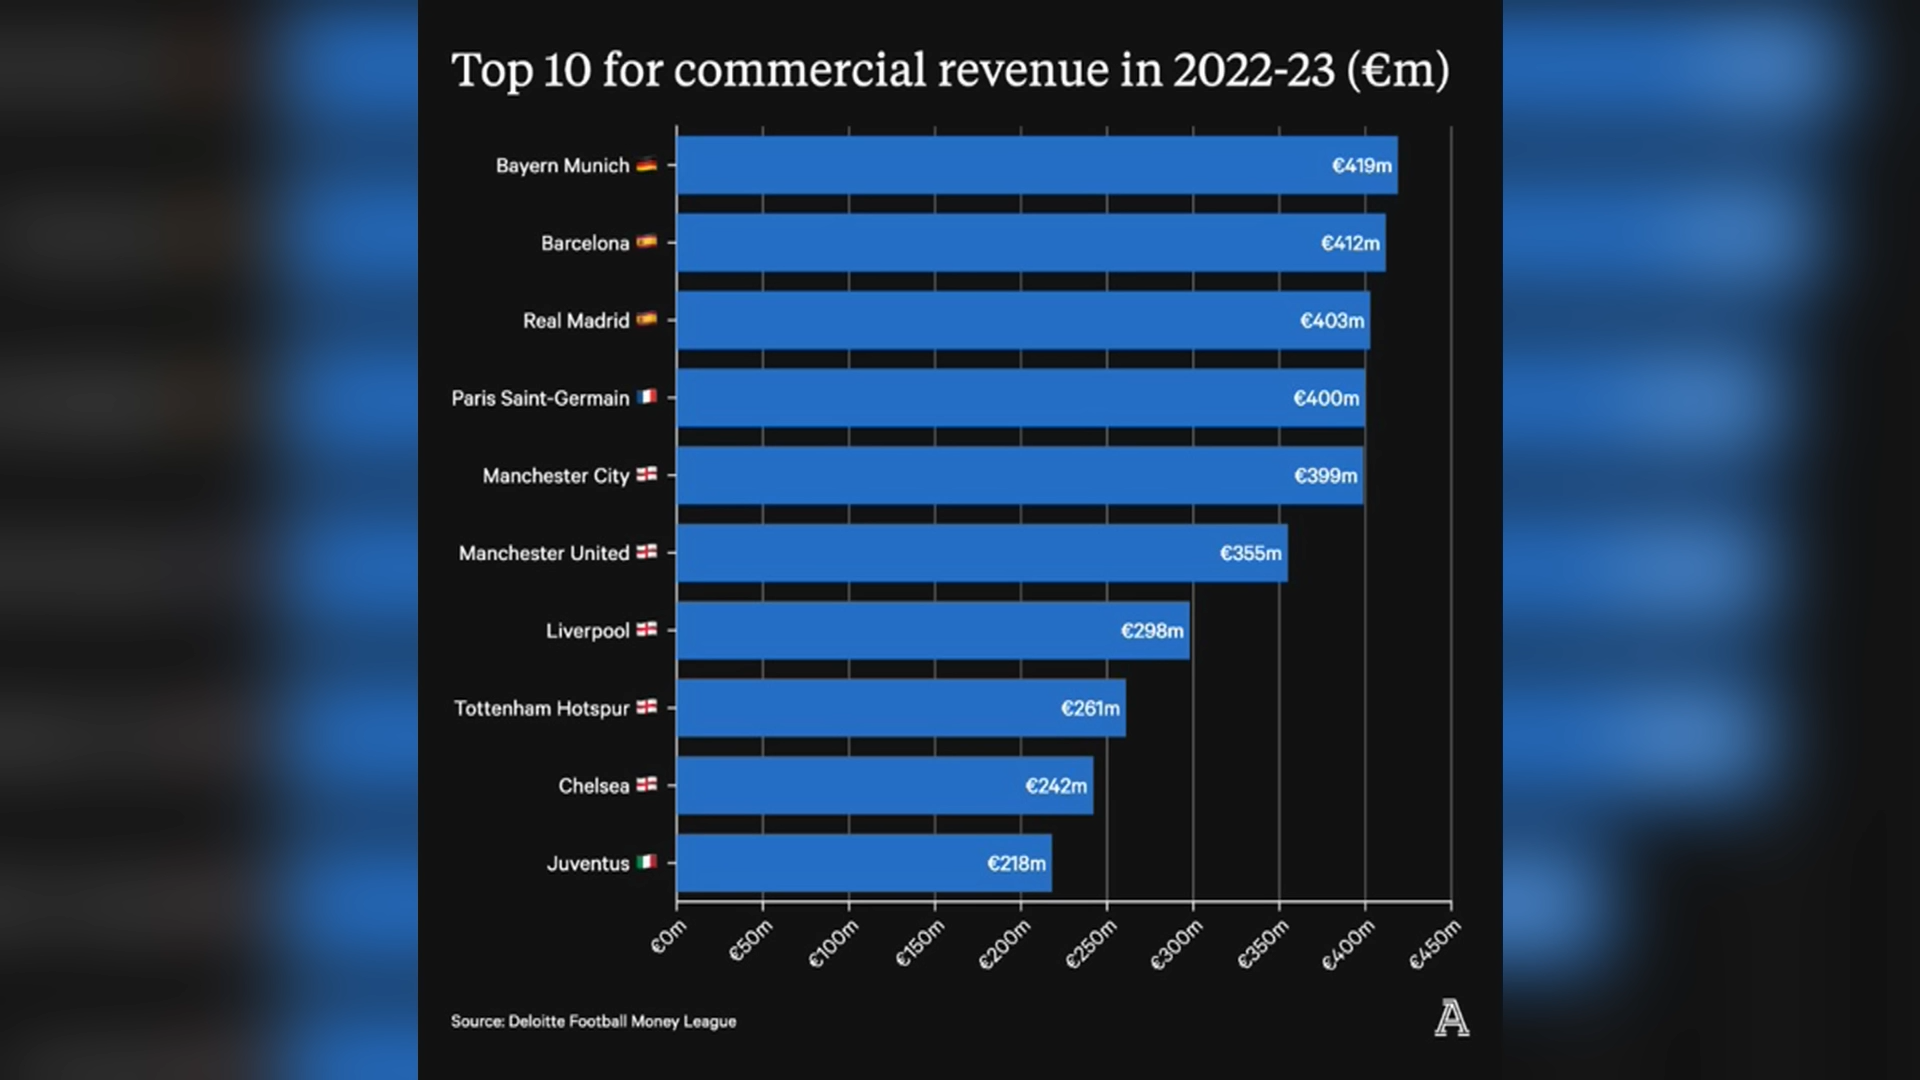 Top 10 for commercial revenue in 2022-23 (€m)
Bayern Munich €419m
Barcelona €412m
Real Madrid €403m
Paris Saint-Germain €400m
Manchester City €399m
Manchester United €355m
Liverpool €298m
Tottenham Hotspur €261m
Chelsea €242m
Juventus €218m
€0m €50m €100m €150m €200m €250m €300m €350m €400m €450m
Source: Deloitte Football Money League
A